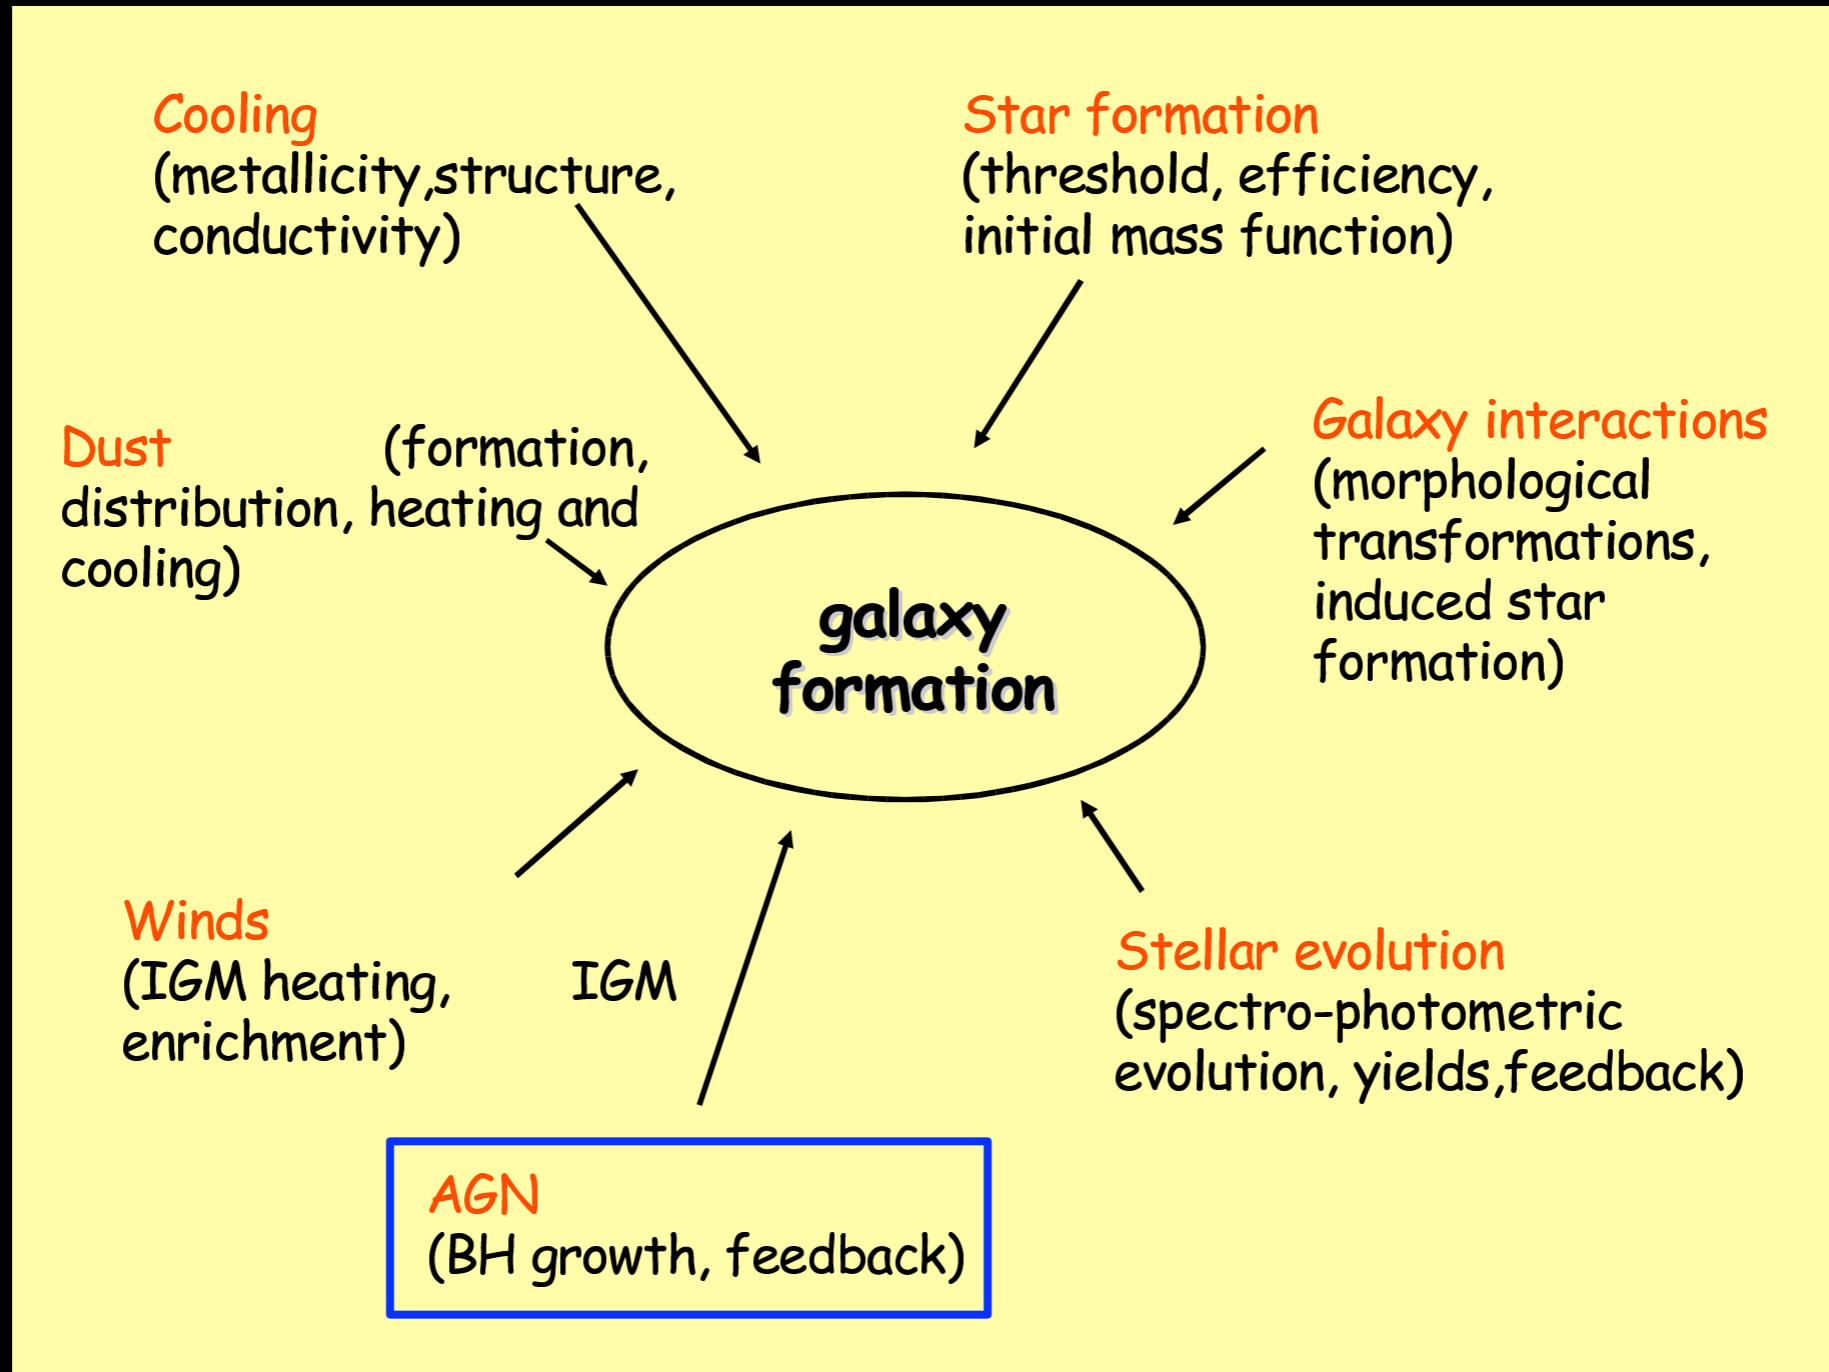 Cooling
(metallicity,structure,
conductivity)
Star formation
(threshold, efficiency,
initial mass function)
Dust (formation,
distribution, heating and
cooling)
Galaxy interactions
(morphological
transformations,
induced star
formation)
galaxy
formation
Winds
(IGM heating, IGM
enrichment)
Stellar evolution
(spectro-photometric
evolution, yields,feedback)
AGN
(BH growth, feedback)